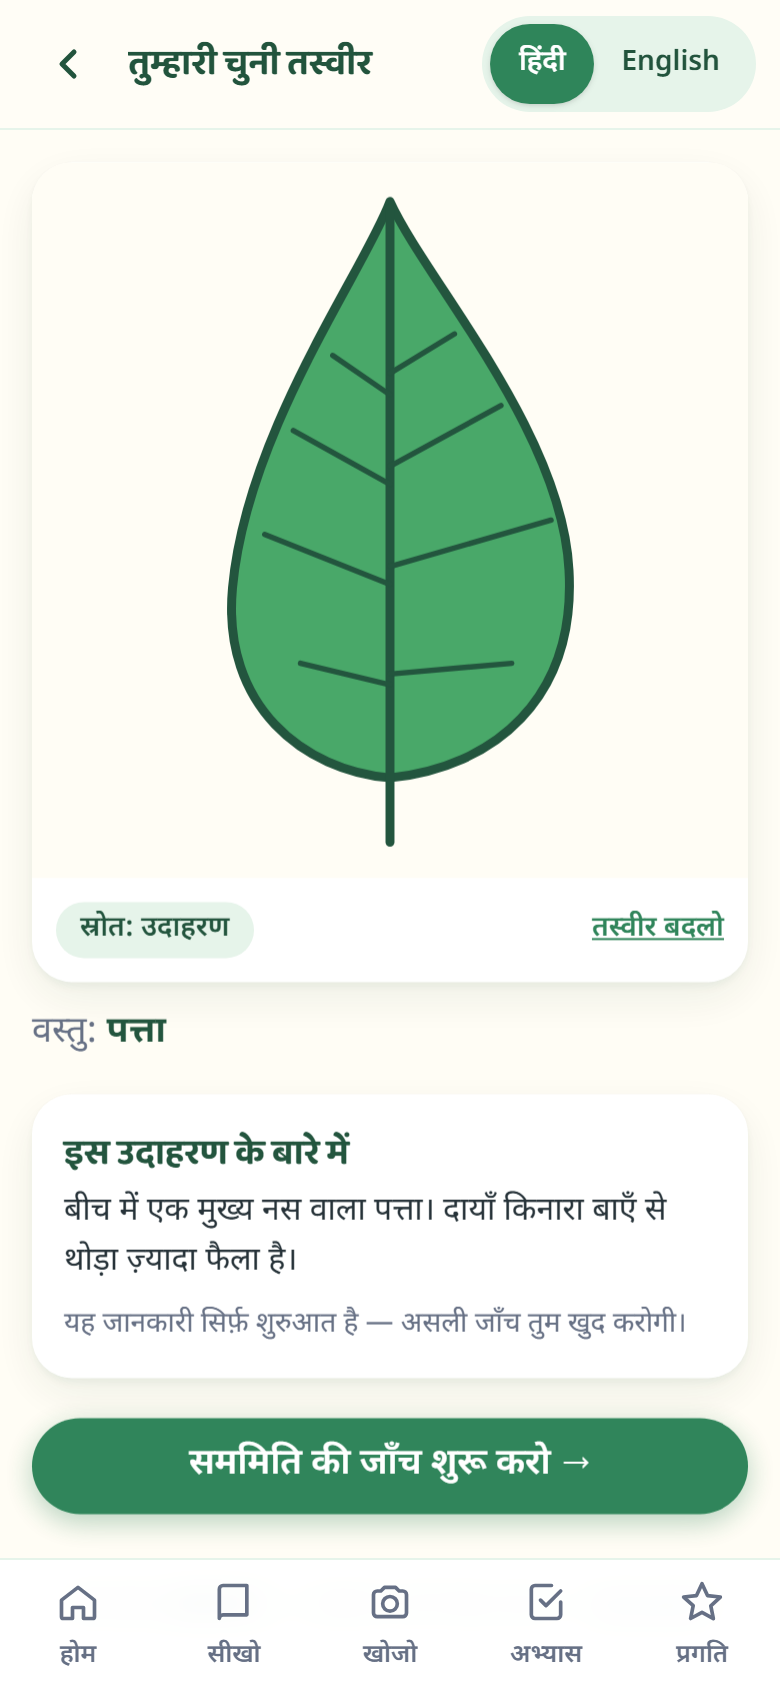 तुम्हारी चुनी तस्वीर
हिंदी
English
स्रोत: उदाहरण
तस्वीर बदलो
वस्तु: पत्ता
इस उदाहरण के बारे में
बीच में एक मुख्य नस वाला पत्ता। दायाँ किनारा बाएँ से
थोड़ा ज़्यादा फैला है।
यह जानकारी सिर्फ़ शुरुआत है — असली जाँच तुम खुद करोगी।
सममिति की जाँच शुरू करो →
होम
सीखो
खोजो
अभ्यास
प्रगति